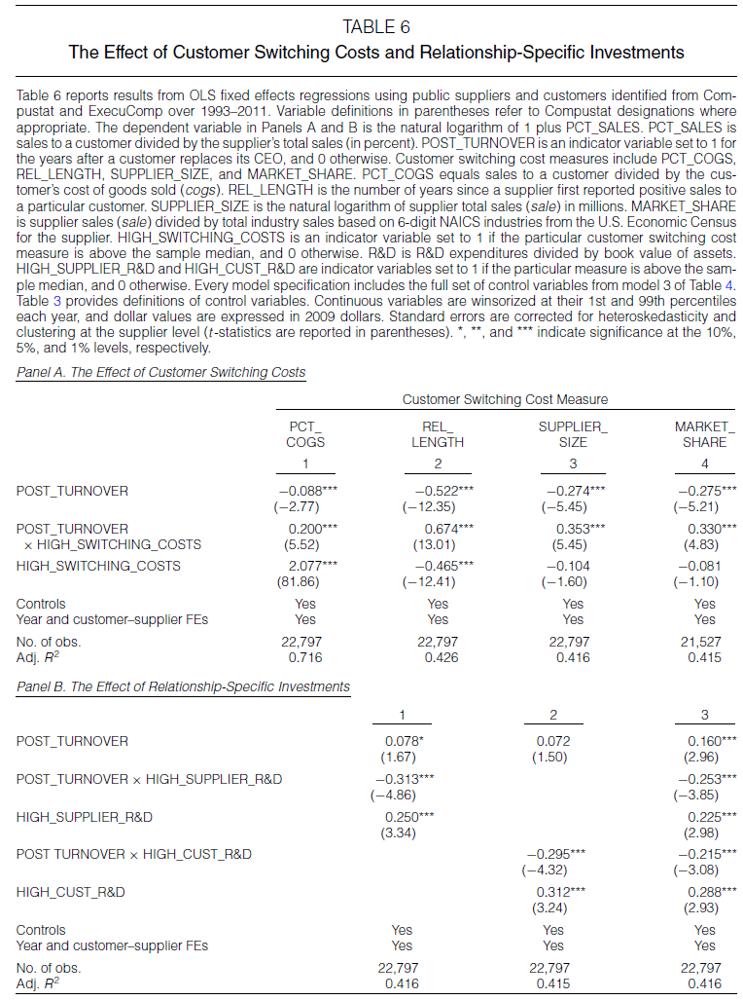 TABLE 6
The Effect of Customer Switching Costs and Relationship-Specific Investments
Table 6 reports results from OLS fixed effects regressions using public suppliers and customers identified from Com-
pustat and ExecuComp over 1993–2011. Variable definitions in parentheses refer to Compustat designations where
appropriate. The dependent variable in Panels A and B is the natural logarithm of 1 plus PCT_SALES. PCT_SALES is
sales to a customer divided by the supplier's total sales (in percent). POST_TURNOVER is an indicator variable set to 1 for
the years after a customer replaces its CEO, and 0 otherwise. Customer switching cost measures include PCT_COGS,
REL_LENGTH, SUPPLIER_SIZE, and MARKET_SHARE. PCT_COGS equals sales to a customer divided by the cus-
tomer's cost of goods sold (cogs). REL_LENGTH is the number of years since a supplier first reported positive sales to
a particular customer. SUPPLIER_SIZE is the natural logarithm of supplier total sales (sale) in millions. MARKET_SHARE
is supplier sales (sale) divided by total industry sales based on 6-digit NAICS industries from the U.S. Economic Census
for the supplier. HIGH_SWITCHING_COSTS is an indicator variable set to 1 if the particular customer switching cost
measure is above the sample median, and 0 otherwise. R&D is R&D expenditures divided by book value of assets.
HIGH_SUPPLIER_R&D and HIGH_CUST_R&D are indicator variables set to 1 if the particular measure is above the sam-
ple median, and 0 otherwise. Every model specification includes the full set of control variables from model 3 of Table 4.
Table 3 provides definitions of control variables. Continuous variables are winsorized at their 1st and 99th percentiles
each year, and dollar values are expressed in 2009 dollars. Standard errors are corrected for heteroskedasticity and
clustering at the supplier level (t-statistics are reported in parentheses). *, **, and *** indicate significance at the 10%,
5%, and 1% levels, respectively.
Panel A. The Effect of Customer Switching Costs
Customer Switching Cost Measure
PCT_ REL_ SUPPLIER_ MARKET_
COGS LENGTH SIZE SHARE
1 2 3 4
POST_TURNOVER −0.088*** −0.522*** −0.274*** −0.275***
(−2.77) (−12.35) (−5.45) (−5.21)
POST_TURNOVER 0.200*** 0.674*** 0.353*** 0.330***
× HIGH_SWITCHING_COSTS (5.52) (13.01) (5.45) (4.83)
HIGH_SWITCHING_COSTS 2.077*** −0.465*** −0.104 −0.081
(81.86) (−12.41) (−1.60) (−1.10)
Controls Yes Yes Yes Yes
Year and customer–supplier FEs Yes Yes Yes Yes
No. of obs. 22,797 22,797 22,797 21,527
Adj. R² 0.716 0.426 0.416 0.415
Panel B. The Effect of Relationship-Specific Investments
1 2 3
POST_TURNOVER 0.078* 0.072 0.160***
(1.67) (1.50) (2.96)
POST_TURNOVER × HIGH_SUPPLIER_R&D −0.313*** −0.253***
(−4.86) (−3.85)
HIGH_SUPPLIER_R&D 0.250*** 0.225***
(3.34) (2.98)
POST TURNOVER × HIGH_CUST_R&D −0.295*** −0.215***
(−4.32) (−3.08)
HIGH_CUST_R&D 0.312*** 0.288***
(3.24) (2.93)
Controls Yes Yes Yes
Year and customer–supplier FEs Yes Yes Yes
No. of obs. 22,797 22,797 22,797
Adj. R² 0.416 0.415 0.416